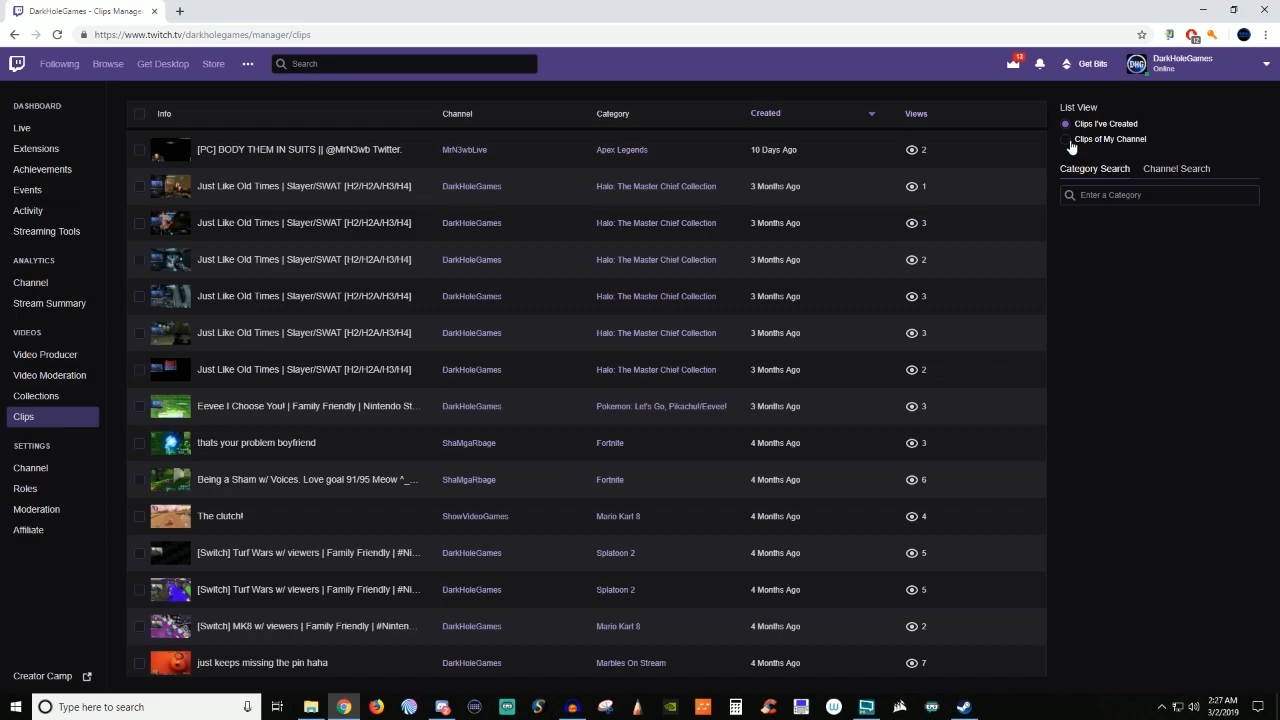 DarkHoleGames - Clips Manager
https://www.twitch.tv/darkholegames/manager/clips
12
Following Browse Get Desktop Store ••• Search 13 Get Bits DHG DarkHoleGames
Online
DASHBOARD
Live
Extensions
Achievements
Events
Activity
Streaming Tools
ANALYTICS
Channel
Stream Summary
VIDEOS
Video Producer
Video Moderation
Collections
Clips
SETTINGS
Channel
Roles
Moderation
Affiliate
Creator Camp
Info Channel Category Created Views
[PC] BODY THEM IN SUITS || @MrN3wb Twitter. MrN3wbLive Apex Legends 10 Days Ago 2
Just Like Old Times | Slayer/SWAT [H2/H2A/H3/H4] DarkHoleGames Halo: The Master Chief Collection 3 Months Ago 1
Just Like Old Times | Slayer/SWAT [H2/H2A/H3/H4] DarkHoleGames Halo: The Master Chief Collection 3 Months Ago 3
Just Like Old Times | Slayer/SWAT [H2/H2A/H3/H4] DarkHoleGames Halo: The Master Chief Collection 3 Months Ago 2
Just Like Old Times | Slayer/SWAT [H2/H2A/H3/H4] DarkHoleGames Halo: The Master Chief Collection 3 Months Ago 3
Just Like Old Times | Slayer/SWAT [H2/H2A/H3/H4] DarkHoleGames Halo: The Master Chief Collection 3 Months Ago 3
Just Like Old Times | Slayer/SWAT [H2/H2A/H3/H4] DarkHoleGames Halo: The Master Chief Collection 3 Months Ago 2
Eevee I Choose You! | Family Friendly | Nintendo St... DarkHoleGames Pokemon: Let's Go, Pikachu!/Eevee! 3 Months Ago 3
thats your problem boyfriend ShaMgaRbage Fortnite 4 Months Ago 3
Being a Sham w/ Voices. Love goal 91/95 Meow ^_... ShaMgaRbage Fortnite 4 Months Ago 6
The clutch! ShowVideoGames Mario Kart 8 4 Months Ago 4
[Switch] Turf Wars w/ viewers | Family Friendly | #Ni... DarkHoleGames Splatoon 2 4 Months Ago 5
[Switch] Turf Wars w/ viewers | Family Friendly | #Ni... DarkHoleGames Splatoon 2 4 Months Ago 5
[Switch] MK8 w/ viewers | Family Friendly | #Ninten... DarkHoleGames Mario Kart 8 4 Months Ago 2
just keeps missing the pin haha DarkHoleGames Marbles On Stream 4 Months Ago 7
List View
Clips I've Created
Clips of My Channel
Category Search Channel Search
Enter a Category
Type here to search
2:27 AM
3/2/2019